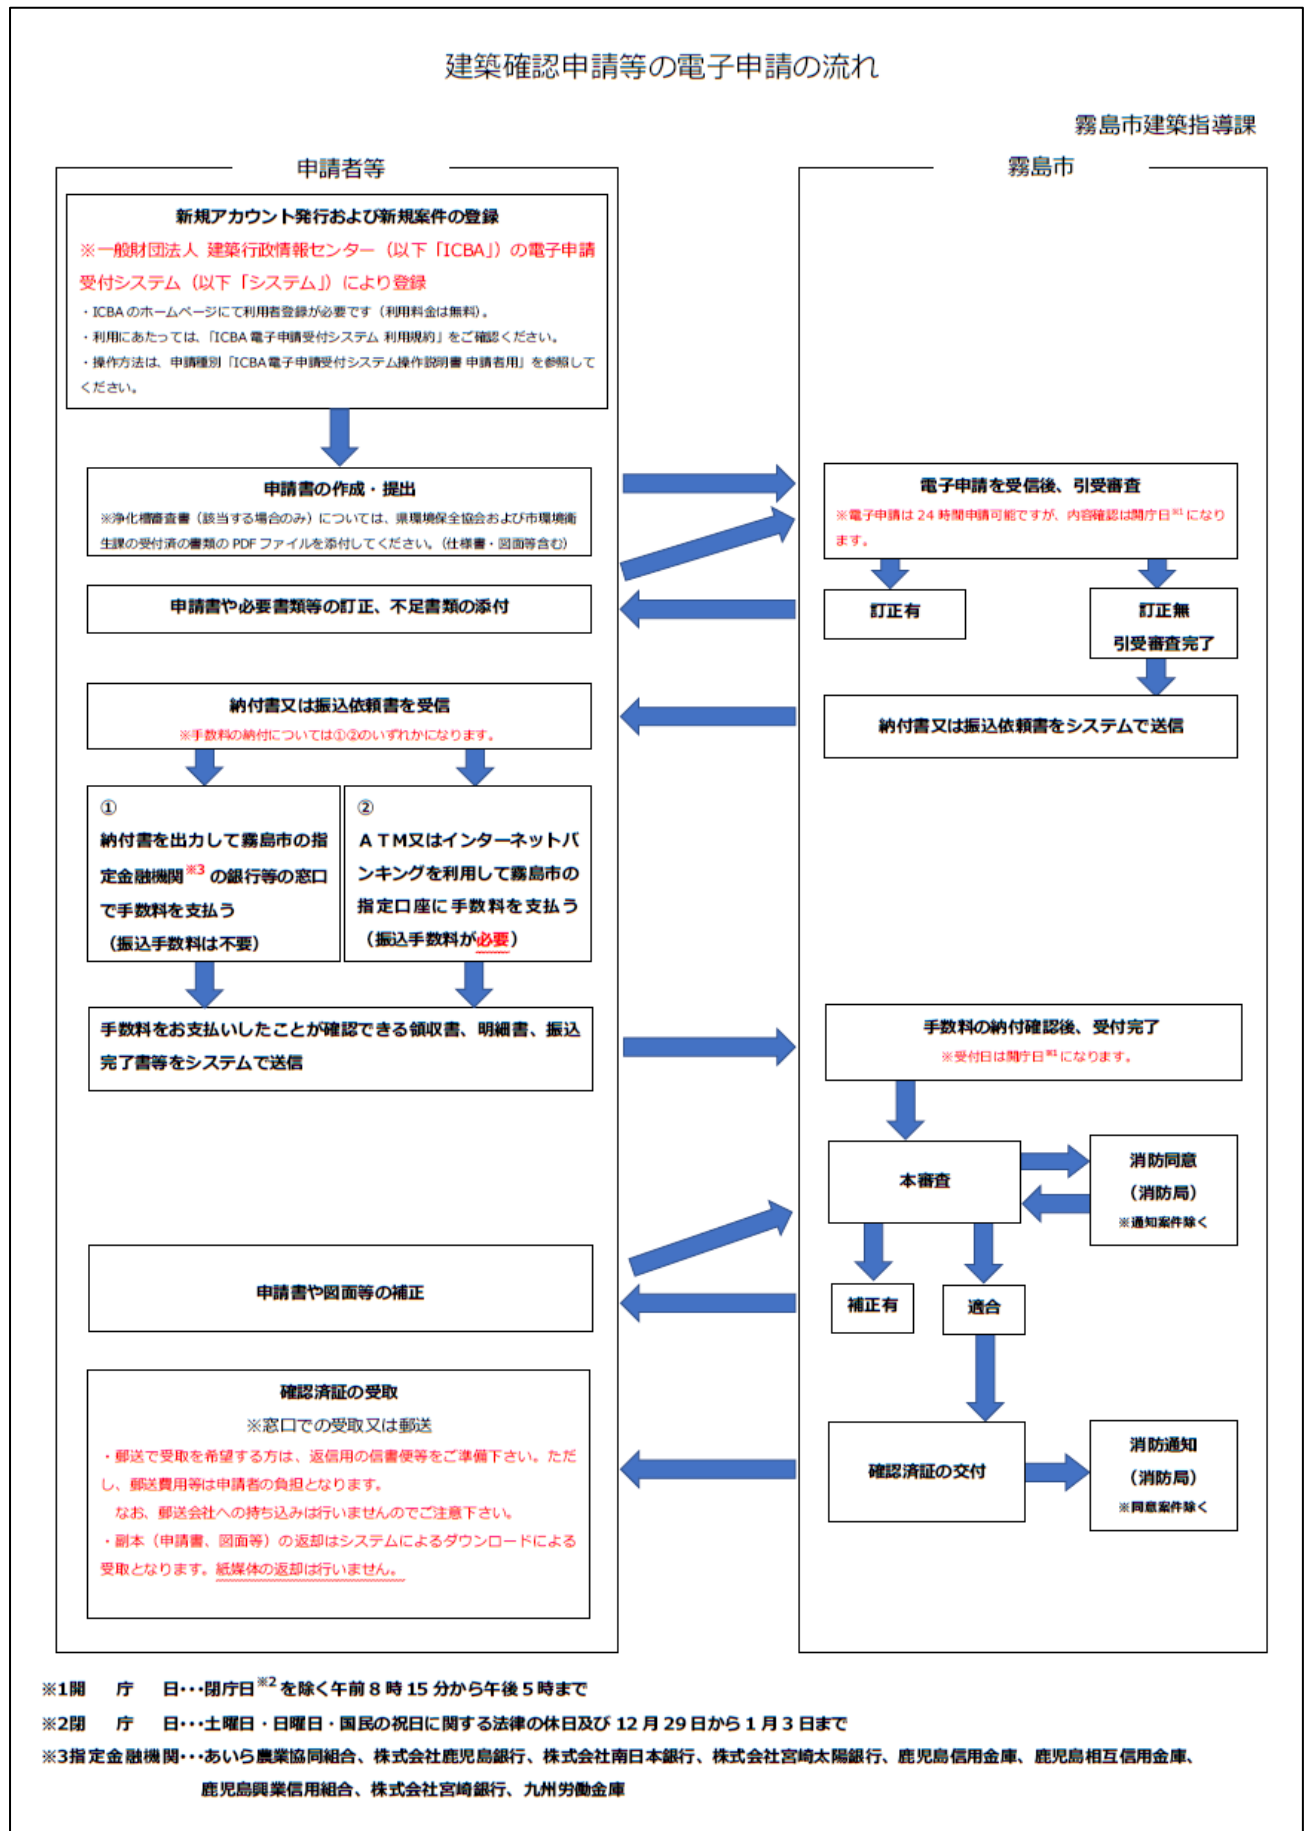 建築確認申請等の電子申請の流れ
霧島市建築指導課
申請者等
霧島市
新規アカウント発行および新規案件の登録
※一般財団法人 建築行政情報センター（以下「ICBA」）の電子申請
受付システム（以下「システム」）により登録
・ICBAのホームページにて利用者登録が必要です（利用料金は無料）。
・利用にあたっては、「ICBA電子申請受付システム 利用規約」をご確認ください。
・操作方法は、申請種別「ICBA電子申請受付システム操作説明書 申請者用」を参照して
ください。
申請書の作成・提出
※浄化槽審査書（該当する場合のみ）については、県環境保全協会および市環境衛
生課の受付済の書類の PDF ファイルを添付してください。（仕様書・図面等含む）
電子申請を受信後、引受審査
※電子申請は 24 時間申請可能ですが、内容確認は開庁日※1になり
ます。
申請書や必要書類等の訂正、不足書類の添付
訂正有
訂正無
引受審査完了
納付書又は振込依頼書を受信
※手数料の納付については①②のいずれかになります。
納付書又は振込依頼書をシステムで送信
①
納付書を出力して霧島市の指
定金融機関※3 の銀行等の窓口
で手数料を支払う
（振込手数料は不要）
②
ＡＴＭ又はインターネットバ
ンキングを利用して霧島市の
指定口座に手数料を支払う
（振込手数料が必要）
手数料をお支払いしたことが確認できる領収書、明細書、振込
完了書等をシステムで送信
手数料の納付確認後、受付完了
※受付日は開庁日※1になります。
本審査
消防同意
（消防局）
※通知案件除く
申請書や図面等の補正
補正有
適合
確認済証の受取
※窓口での受取又は郵送
・郵送で受取を希望する方は、返信用の信書便等をご準備下さい。ただ
し、郵送費用等は申請者の負担となります。
なお、郵送会社への持ち込みは行いませんのでご注意下さい。
・副本（申請書、図面等）の返却はシステムによるダウンロードによる
受取となります。紙媒体の返却は行いません。
確認済証の交付
消防通知
（消防局）
※同意案件除く
※1開　庁　日･･･閉庁日※2を除く午前８時 15 分から午後５時まで
※2閉　庁　日･･･土曜日・日曜日・国民の祝日に関する法律の休日及び 12 月 29 日から１月３日まで
※3指定金融機関･･･あいら農業協同組合、株式会社鹿児島銀行、株式会社南日本銀行、株式会社宮崎太陽銀行、鹿児島信用金庫、鹿児島相互信用金庫、
鹿児島興業信用組合、株式会社宮崎銀行、九州労働金庫